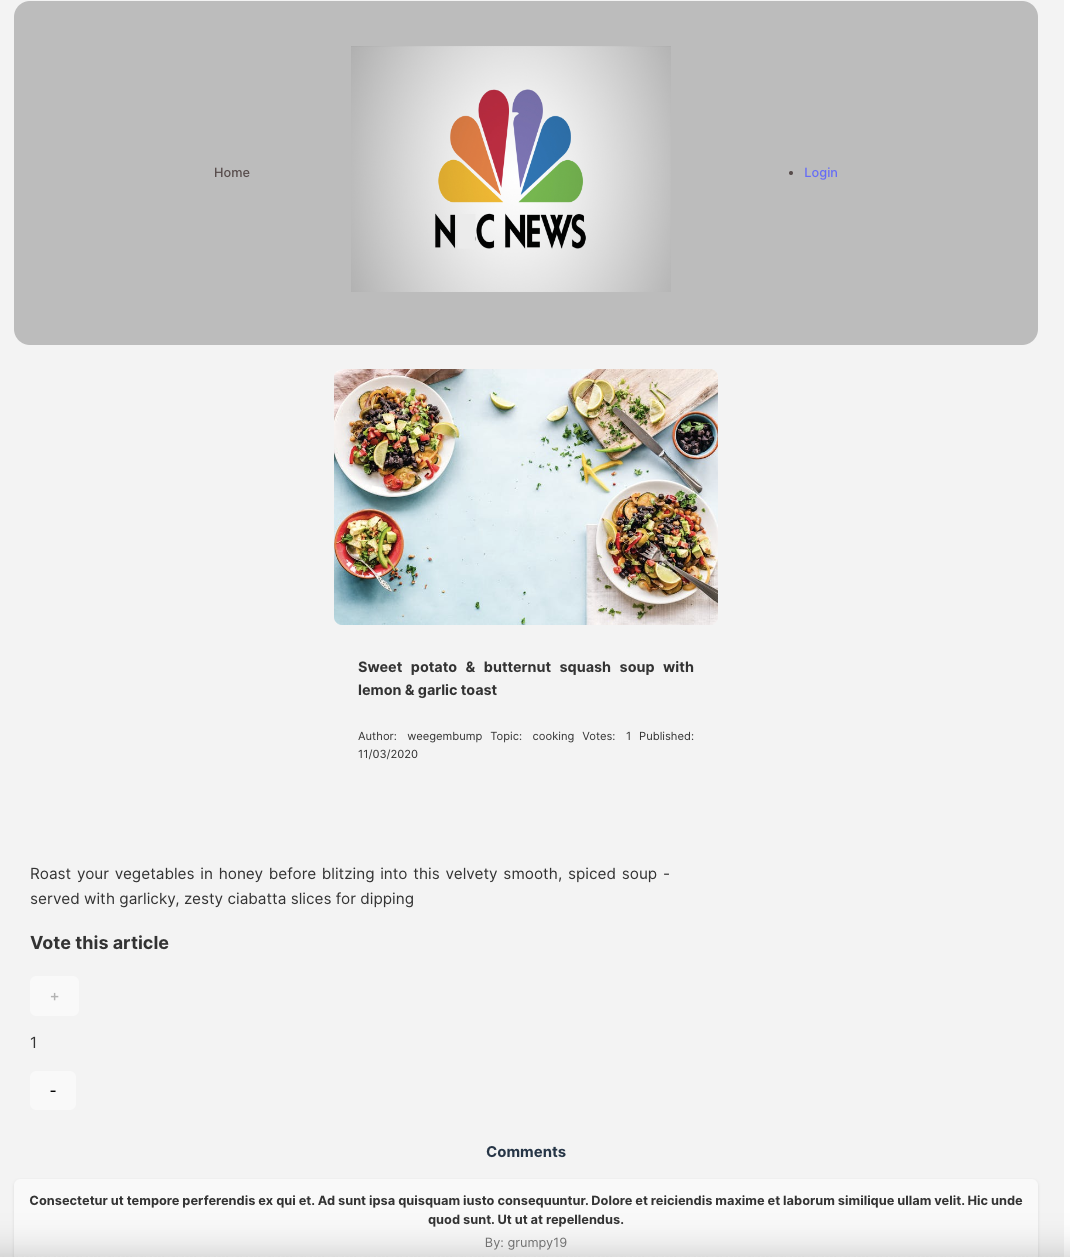 Home
N C NEWS
Login
Sweet potato & butternut squash soup with
lemon & garlic toast
Author: weegembump Topic: cooking Votes: 1 Published:
11/03/2020
Roast your vegetables in honey before blitzing into this velvety smooth, spiced soup -
served with garlicky, zesty ciabatta slices for dipping
Vote this article
+
1
-
Comments
Consectetur ut tempore perferendis ex qui et. Ad sunt ipsa quisquam iusto consequuntur. Dolore et reiciendis maxime et laborum similique ullam velit. Hic unde
quod sunt. Ut ut at repellendus.
By: grumpy19